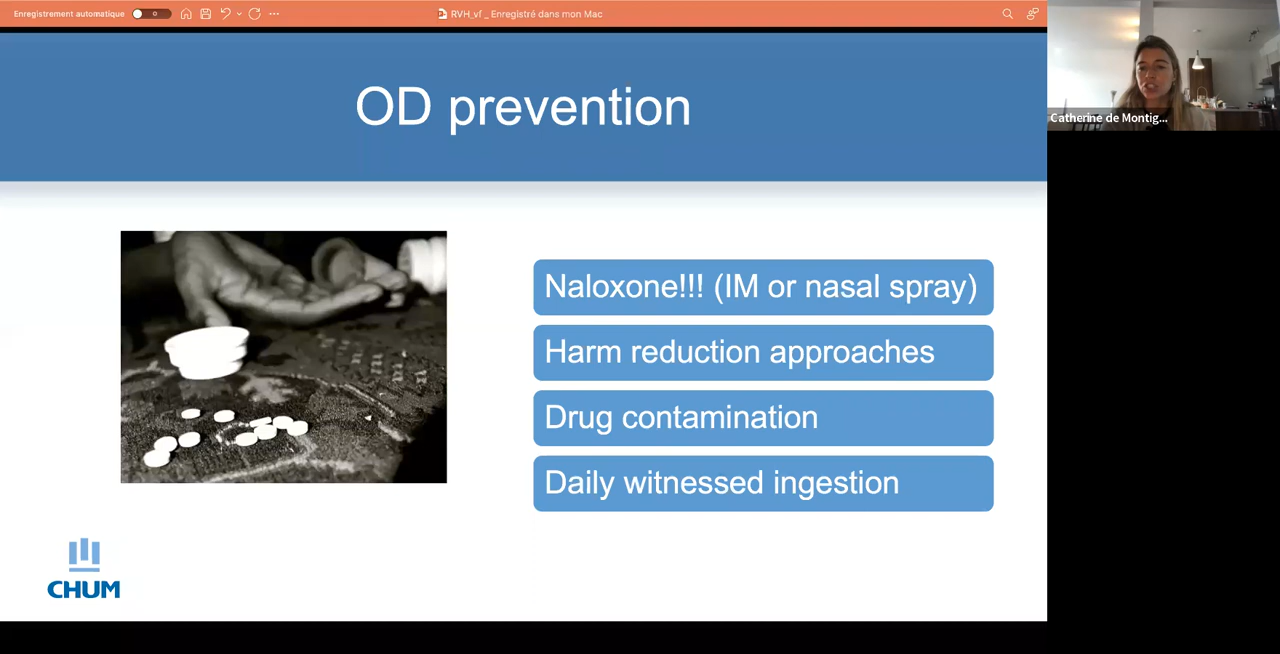 Enregistrement automatique
RVH_vf _ Enregistré dans mon Mac
OD prevention
Catherine de Montig...
Naloxone!!! (IM or nasal spray)
Harm reduction approaches
Drug contamination
Daily witnessed ingestion
CHUM